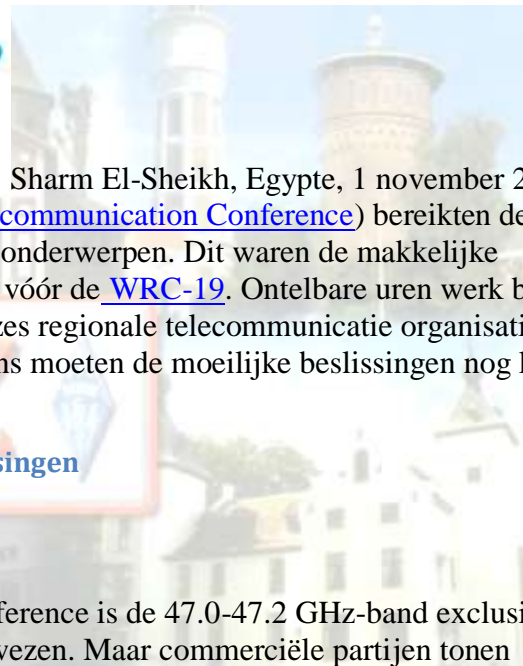 Sharm El-Sheikh, Egypte, 1 november 2
communication Conference) bereikten de
onderwerpen. Dit waren de makkelijke
vóór de WRC-19. Ontelbare uren werk b
zes regionale telecommunicatie organisati
ns moeten de moeilijke beslissingen nog
singen
ference is de 47.0-47.2 GHz-band exclusi
wezen. Maar commerciële partijen tonen